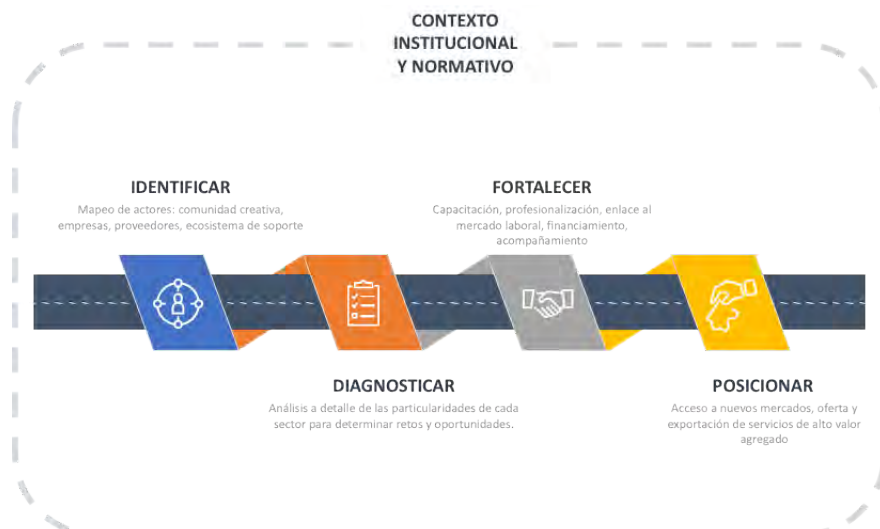 CONTEXTO
INSTITUCIONAL
Y NORMATIVO
IDENTIFICAR
Mapeo de actores: comunidad creativa,
empresas, proveedores, ecosistema de soporte
FORTALECER
Capacitación, profesionalización, enlace al
mercado laboral, financiamiento,
acompañamiento
DIAGNOSTICAR
Análisis a detalle de las particularidades de cada
sector para determinar retos y oportunidades.
POSICIONAR
Acceso a nuevos mercados, oferta y
exportación de servicios de alto valor
agregado